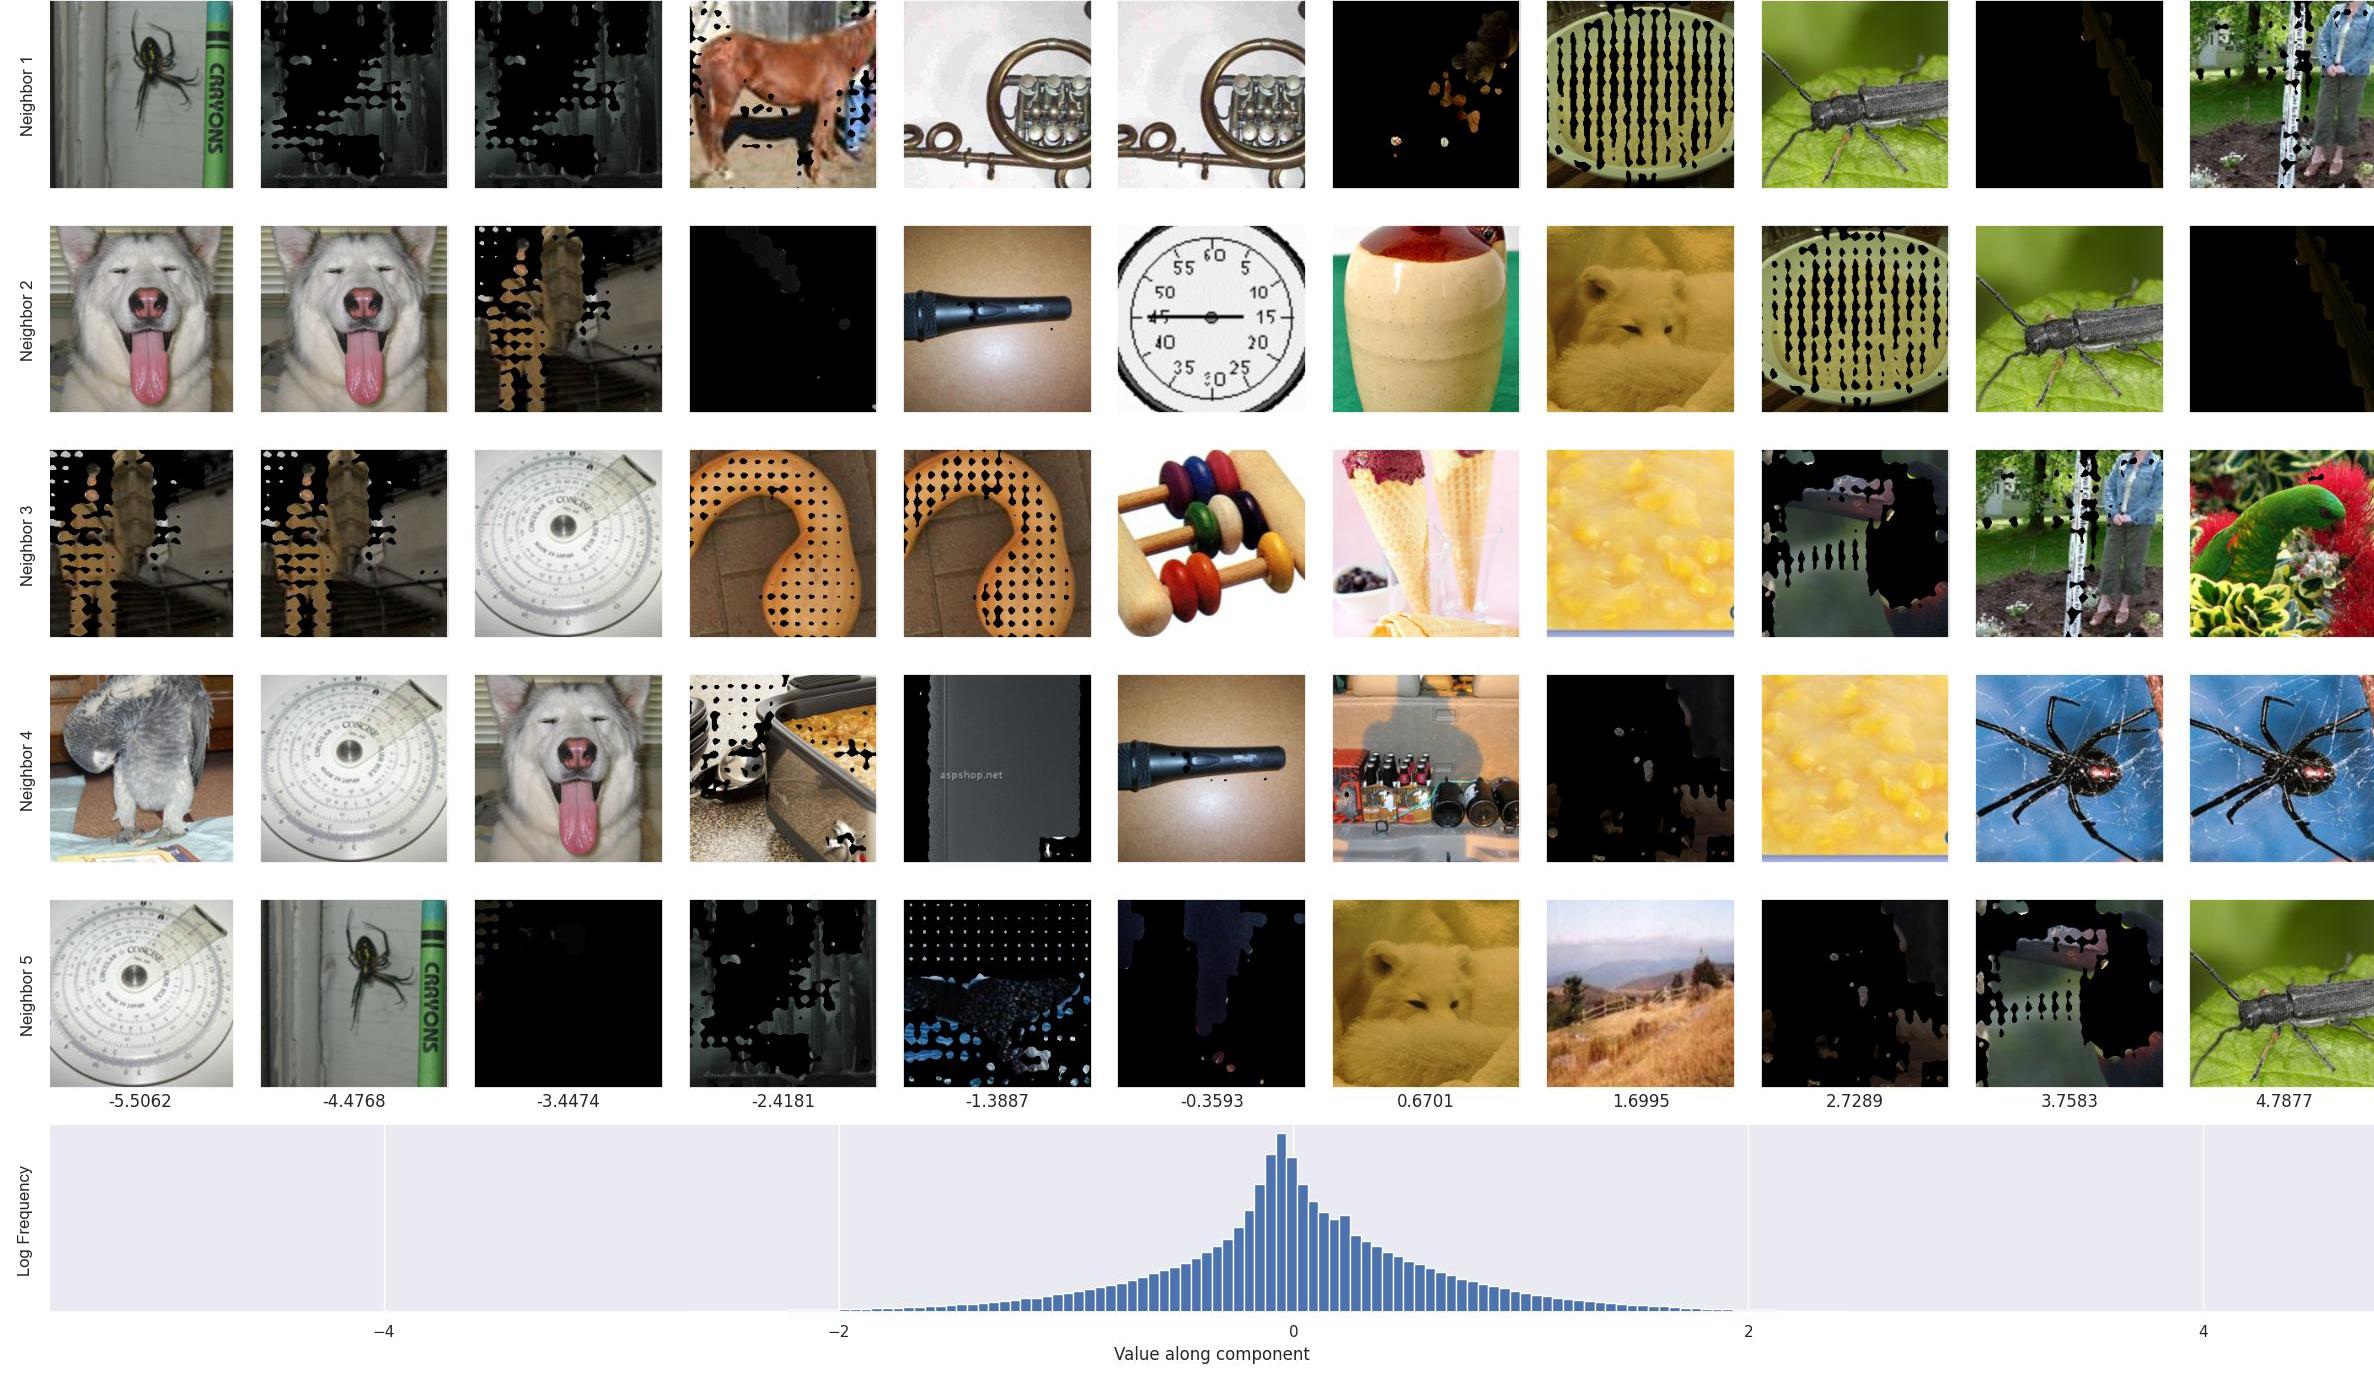 Neighbor 1
CRAYONS
Neighbor 2
60
55
5
50
10
45
15
40
20
35
25
30
Neighbor 3
CONCISE
CIRCULAR
MADE IN JAPAN
Neighbor 4
CONCISE
CIRCULAR
MADE IN JAPAN
aspshop.net
Neighbor 5
CONCISE
CIRCULAR
MADE IN JAPAN
CRAYONS
-5.5062
-4.4768
-3.4474
-2.4181
-1.3887
-0.3593
0.6701
1.6995
2.7289
3.7583
4.7877
Log Frequency
−4
−2
0
2
4
Value along component